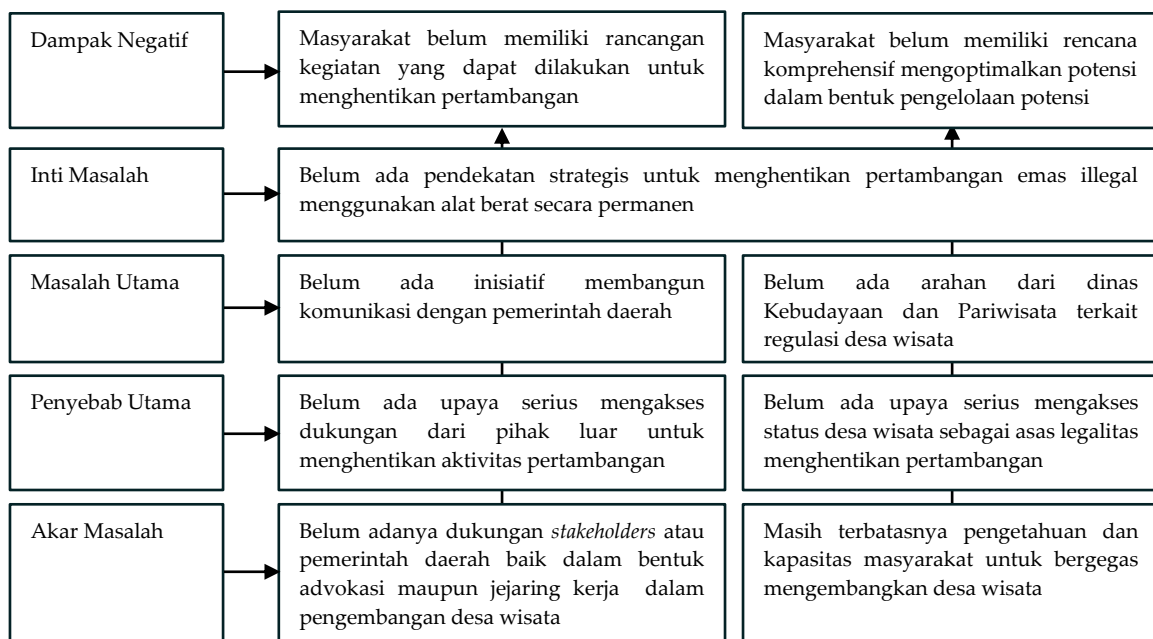 Dampak Negatif
Masyarakat belum memiliki rancangan
kegiatan yang dapat dilakukan untuk
menghentikan pertambangan
Masyarakat belum memiliki rencana
komprehensif mengoptimalkan potensi
dalam bentuk pengelolaan potensi
Inti Masalah
Belum ada pendekatan strategis untuk menghentikan pertambangan emas illegal
menggunakan alat berat secara permanen
Masalah Utama
Belum ada inisiatif membangun
komunikasi dengan pemerintah daerah
Belum ada arahan dari dinas
Kebudayaan dan Pariwisata terkait
regulasi desa wisata
Penyebab Utama
Belum ada upaya serius mengakses
dukungan dari pihak luar untuk
menghentikan aktivitas pertambangan
Belum ada upaya serius mengakses
status desa wisata sebagai asas legalitas
menghentikan pertambangan
Akar Masalah
Belum adanya dukungan stakeholders atau
pemerintah daerah baik dalam bentuk
advokasi maupun jejaring kerja dalam
pengembangan desa wisata
Masih terbatasnya pengetahuan dan
kapasitas masyarakat untuk bergegas
mengembangkan desa wisata